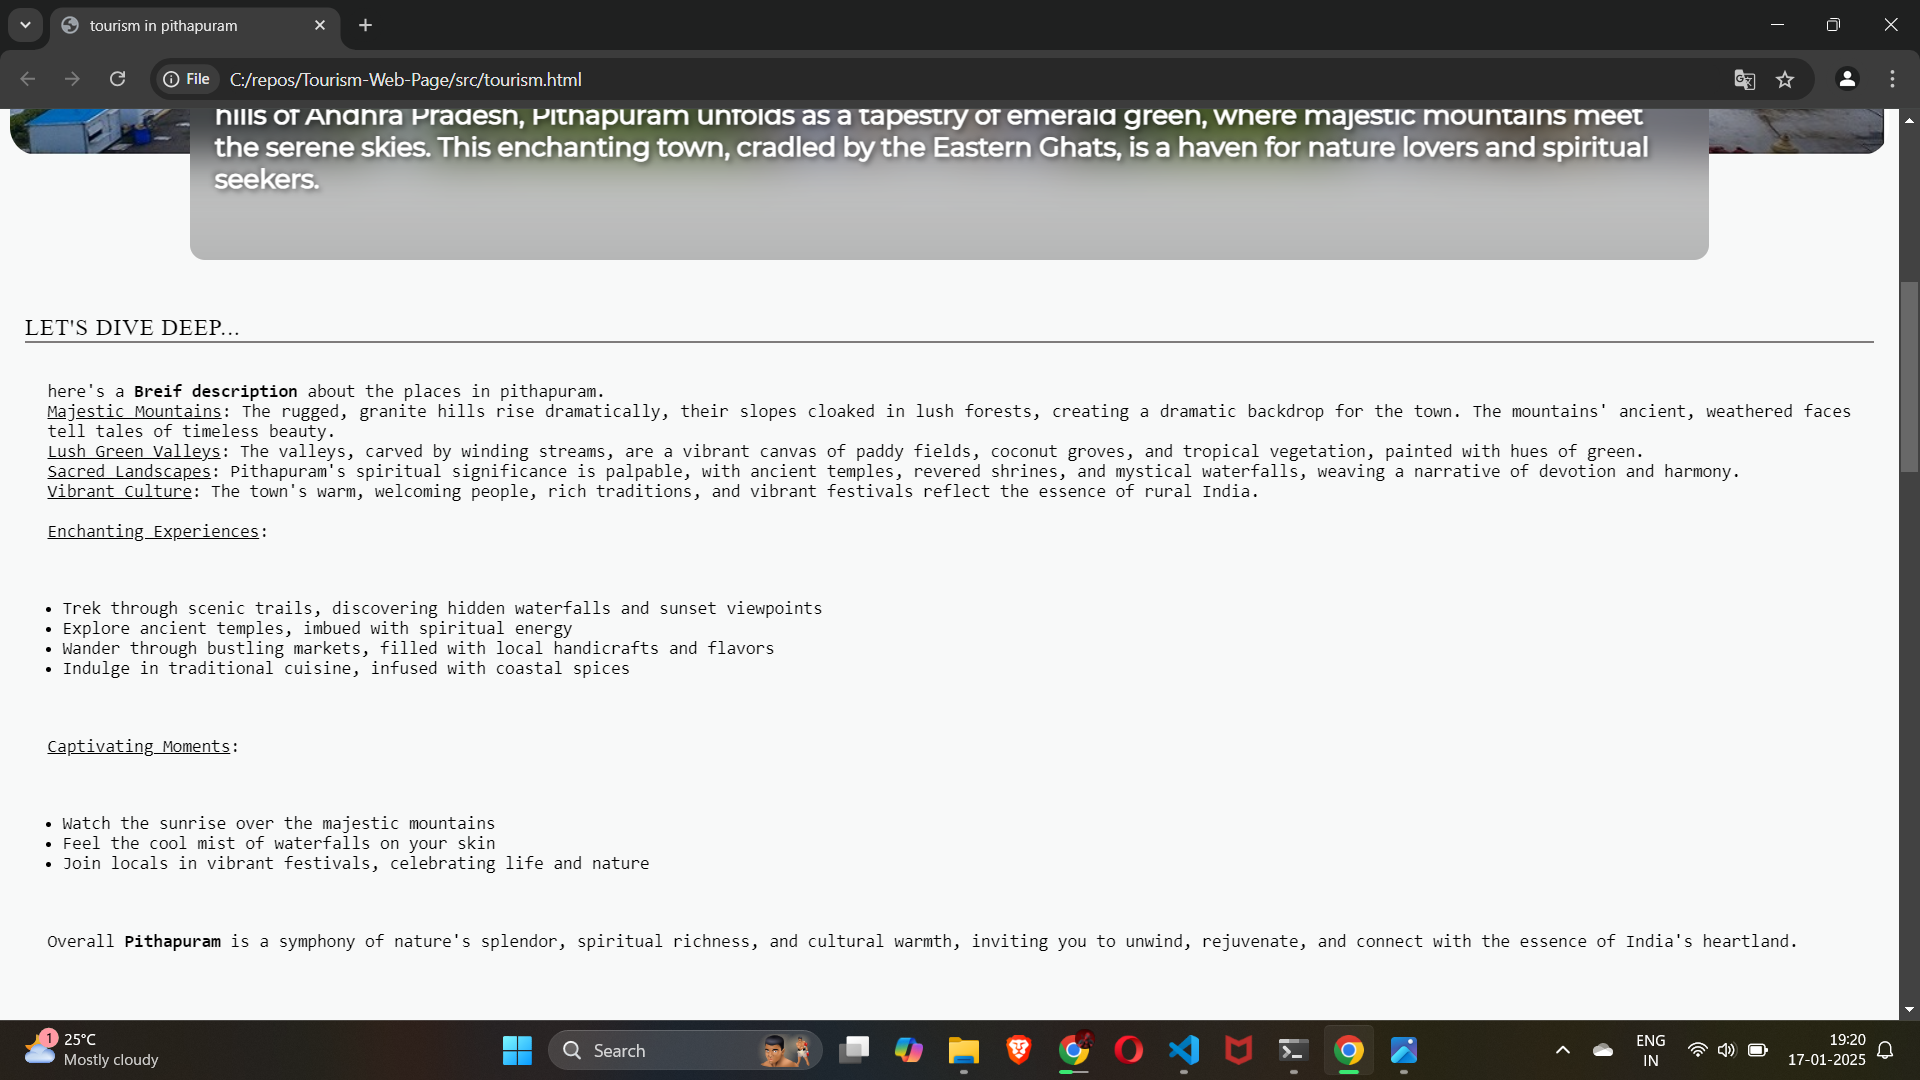 tourism in pithapuram
File
C:/repos/Tourism-Web-Page/src/tourism.html
hills of Andhra Pradesh, Pithapuram unfolds as a tapestry of emerald green, where majestic mountains meet
the serene skies. This enchanting town, cradled by the Eastern Ghats, is a haven for nature lovers and spiritual
seekers.
LET'S DIVE DEEP...
here's a Breif description about the places in pithapuram.
Majestic Mountains: The rugged, granite hills rise dramatically, their slopes cloaked in lush forests, creating a dramatic backdrop for the town. The mountains' ancient, weathered faces
tell tales of timeless beauty.
Lush Green Valleys: The valleys, carved by winding streams, are a vibrant canvas of paddy fields, coconut groves, and tropical vegetation, painted with hues of green.
Sacred Landscapes: Pithapuram's spiritual significance is palpable, with ancient temples, revered shrines, and mystical waterfalls, weaving a narrative of devotion and harmony.
Vibrant Culture: The town's warm, welcoming people, rich traditions, and vibrant festivals reflect the essence of rural India.
Enchanting Experiences:
• Trek through scenic trails, discovering hidden waterfalls and sunset viewpoints
• Explore ancient temples, imbued with spiritual energy
• Wander through bustling markets, filled with local handicrafts and flavors
• Indulge in traditional cuisine, infused with coastal spices
Captivating Moments:
• Watch the sunrise over the majestic mountains
• Feel the cool mist of waterfalls on your skin
• Join locals in vibrant festivals, celebrating life and nature
Overall Pithapuram is a symphony of nature's splendor, spiritual richness, and cultural warmth, inviting you to unwind, rejuvenate, and connect with the essence of India's heartland.
1
25°C
Mostly cloudy
Search
ENG
IN
19:20
17-01-2025